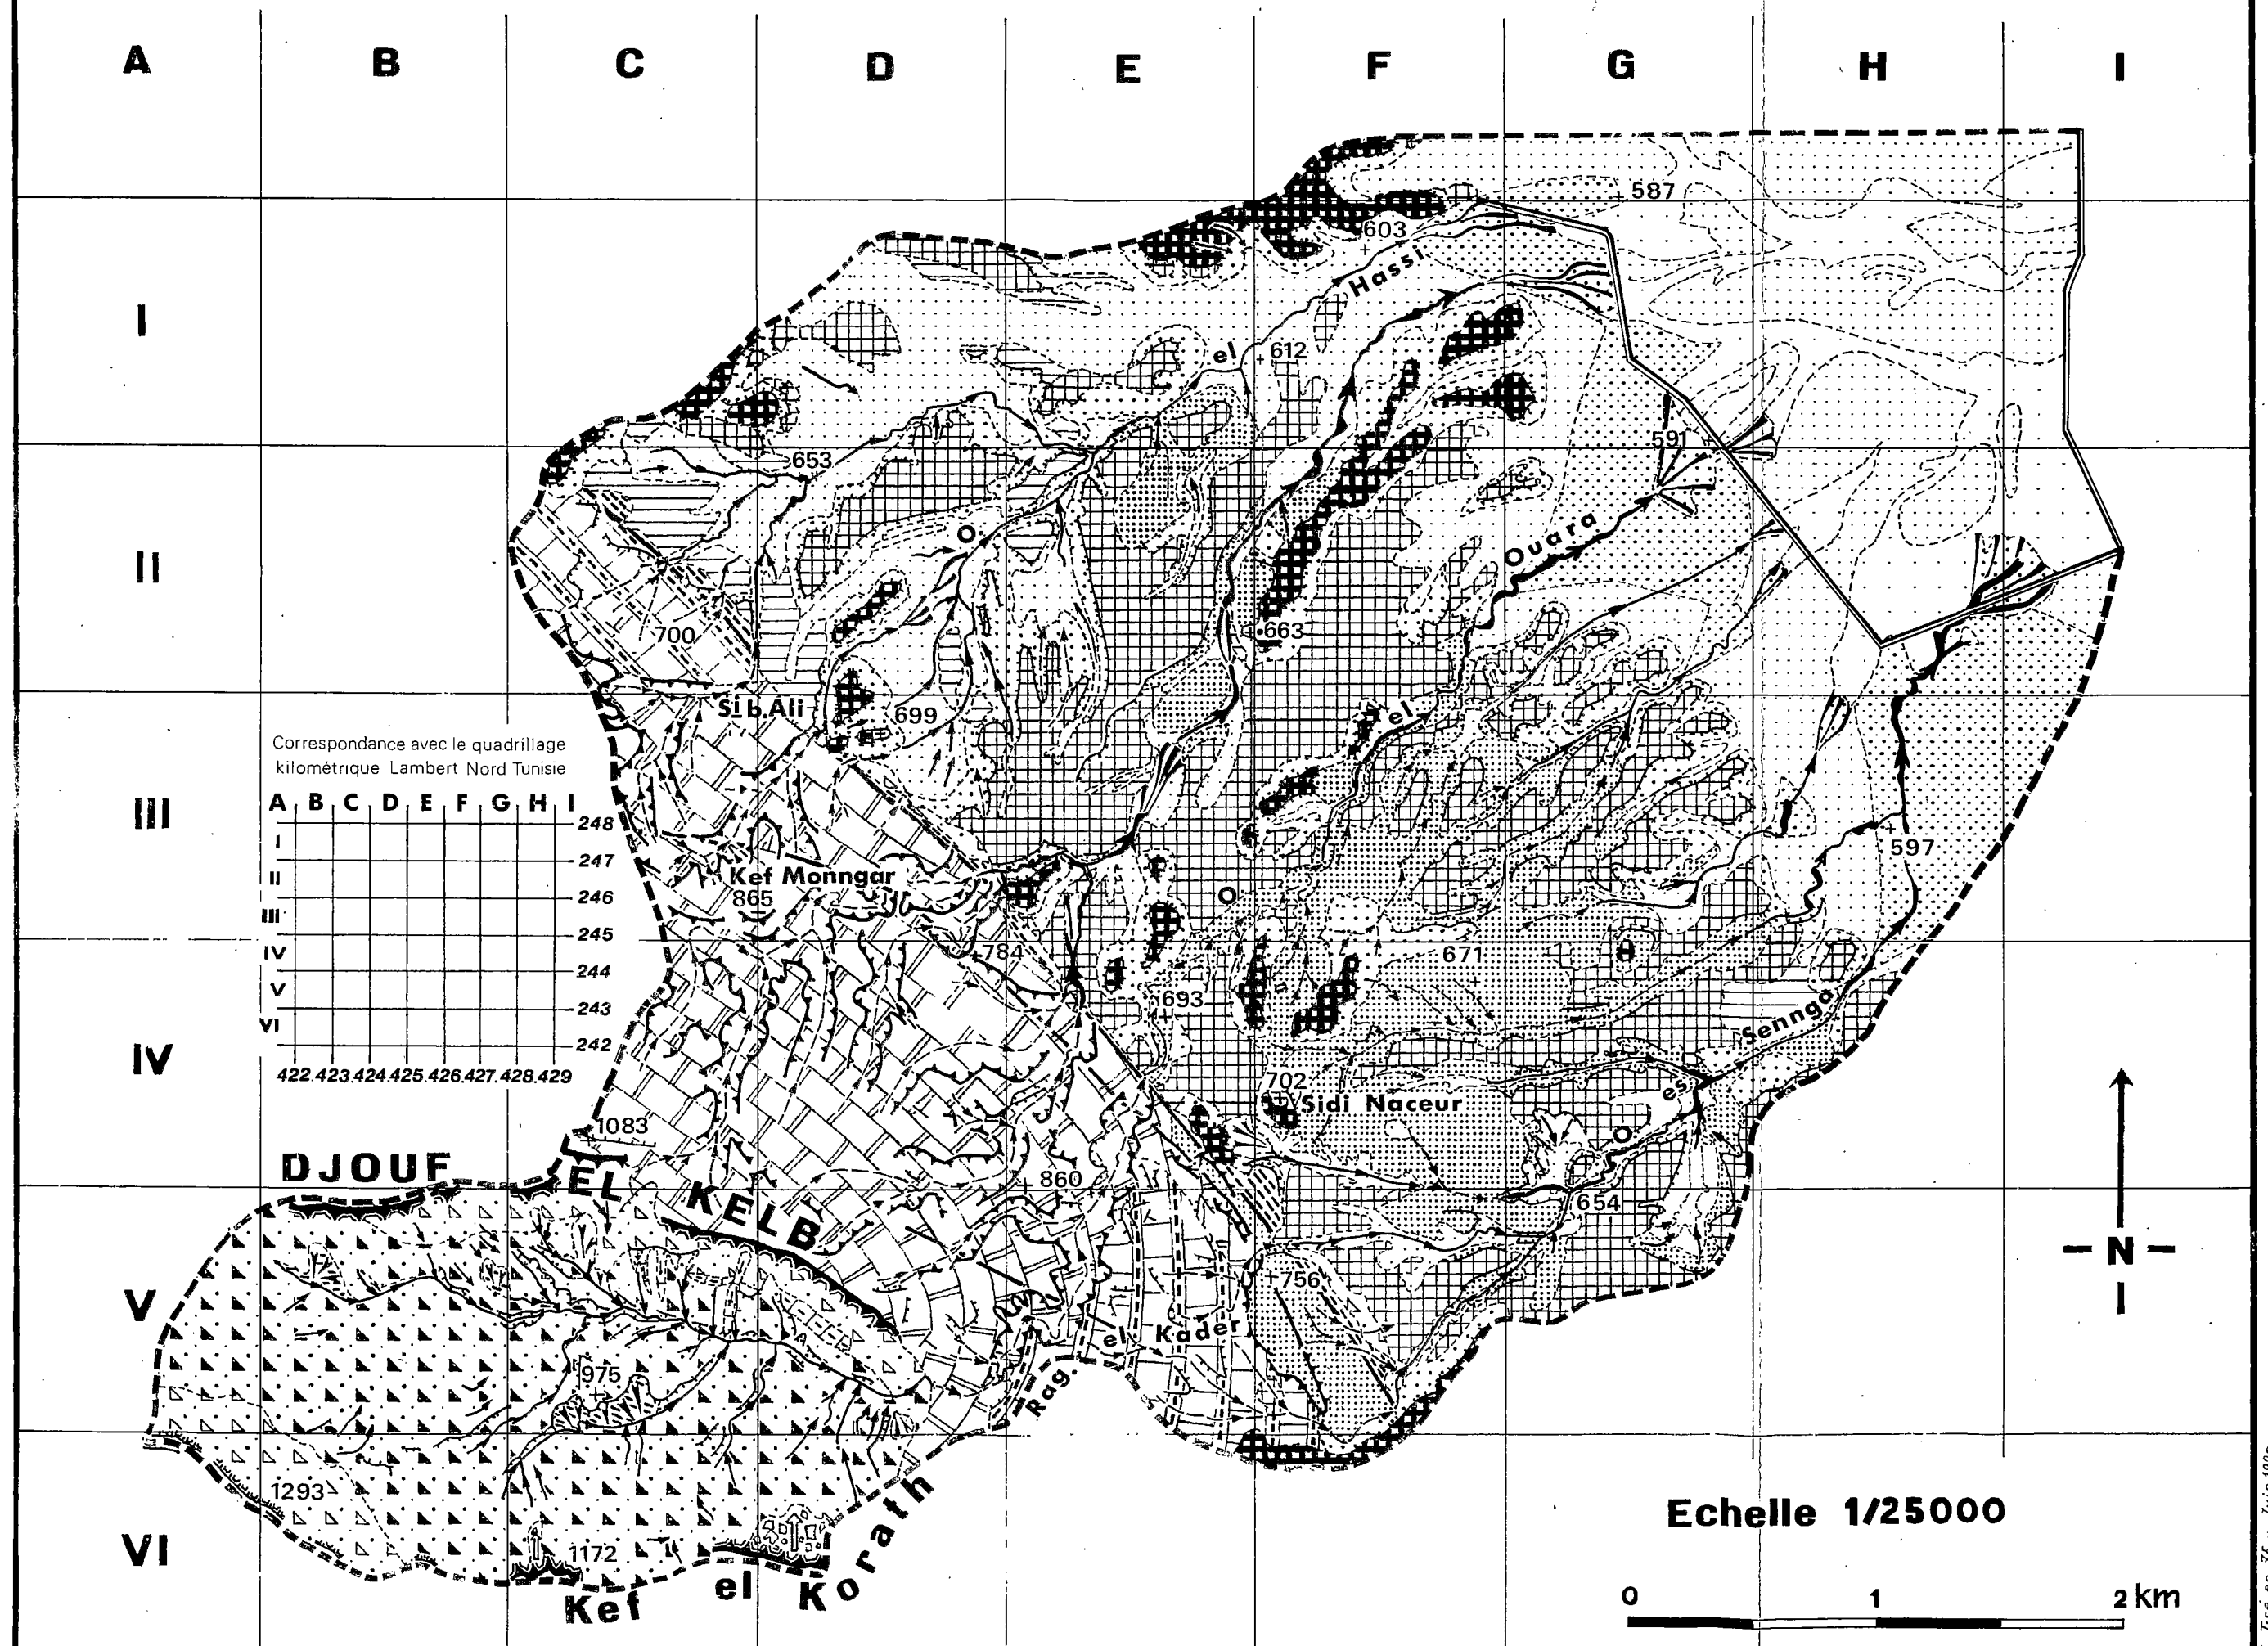 A B C D E F G H I
587
603
Hassi
I
el
612
591
653
O.
Ouara
II
700
663
Si b. Ali
699
el
Correspondance avec le quadrillage
kilométrique Lambert Nord Tunisie
A B C D E F G H I
248
I
247
II
246
III
245
IV
244
V
243
VI
242
422.423.424.425.426.427.428.429
III
597
Kef Monngar
865
O
784
671
693
Sennga
IV
702
Sidi Naceur
es
O
1083
DJOUF
EL KELB
860
654
N
V
756
el Kader
Rag.
975
1293
Echelle 1/25000
VI
1172
Kef el Korath
0 1 2 km